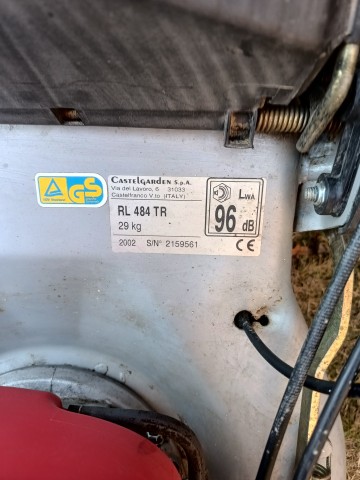 CASTELGARDEN S.p.A.
Via del Lavoro, 6 31033
Castelfranco V.to (ITALY)
RL 484 TR
29 kg
2002 S/N° 2159561
LWA
96 dB
CE
GS